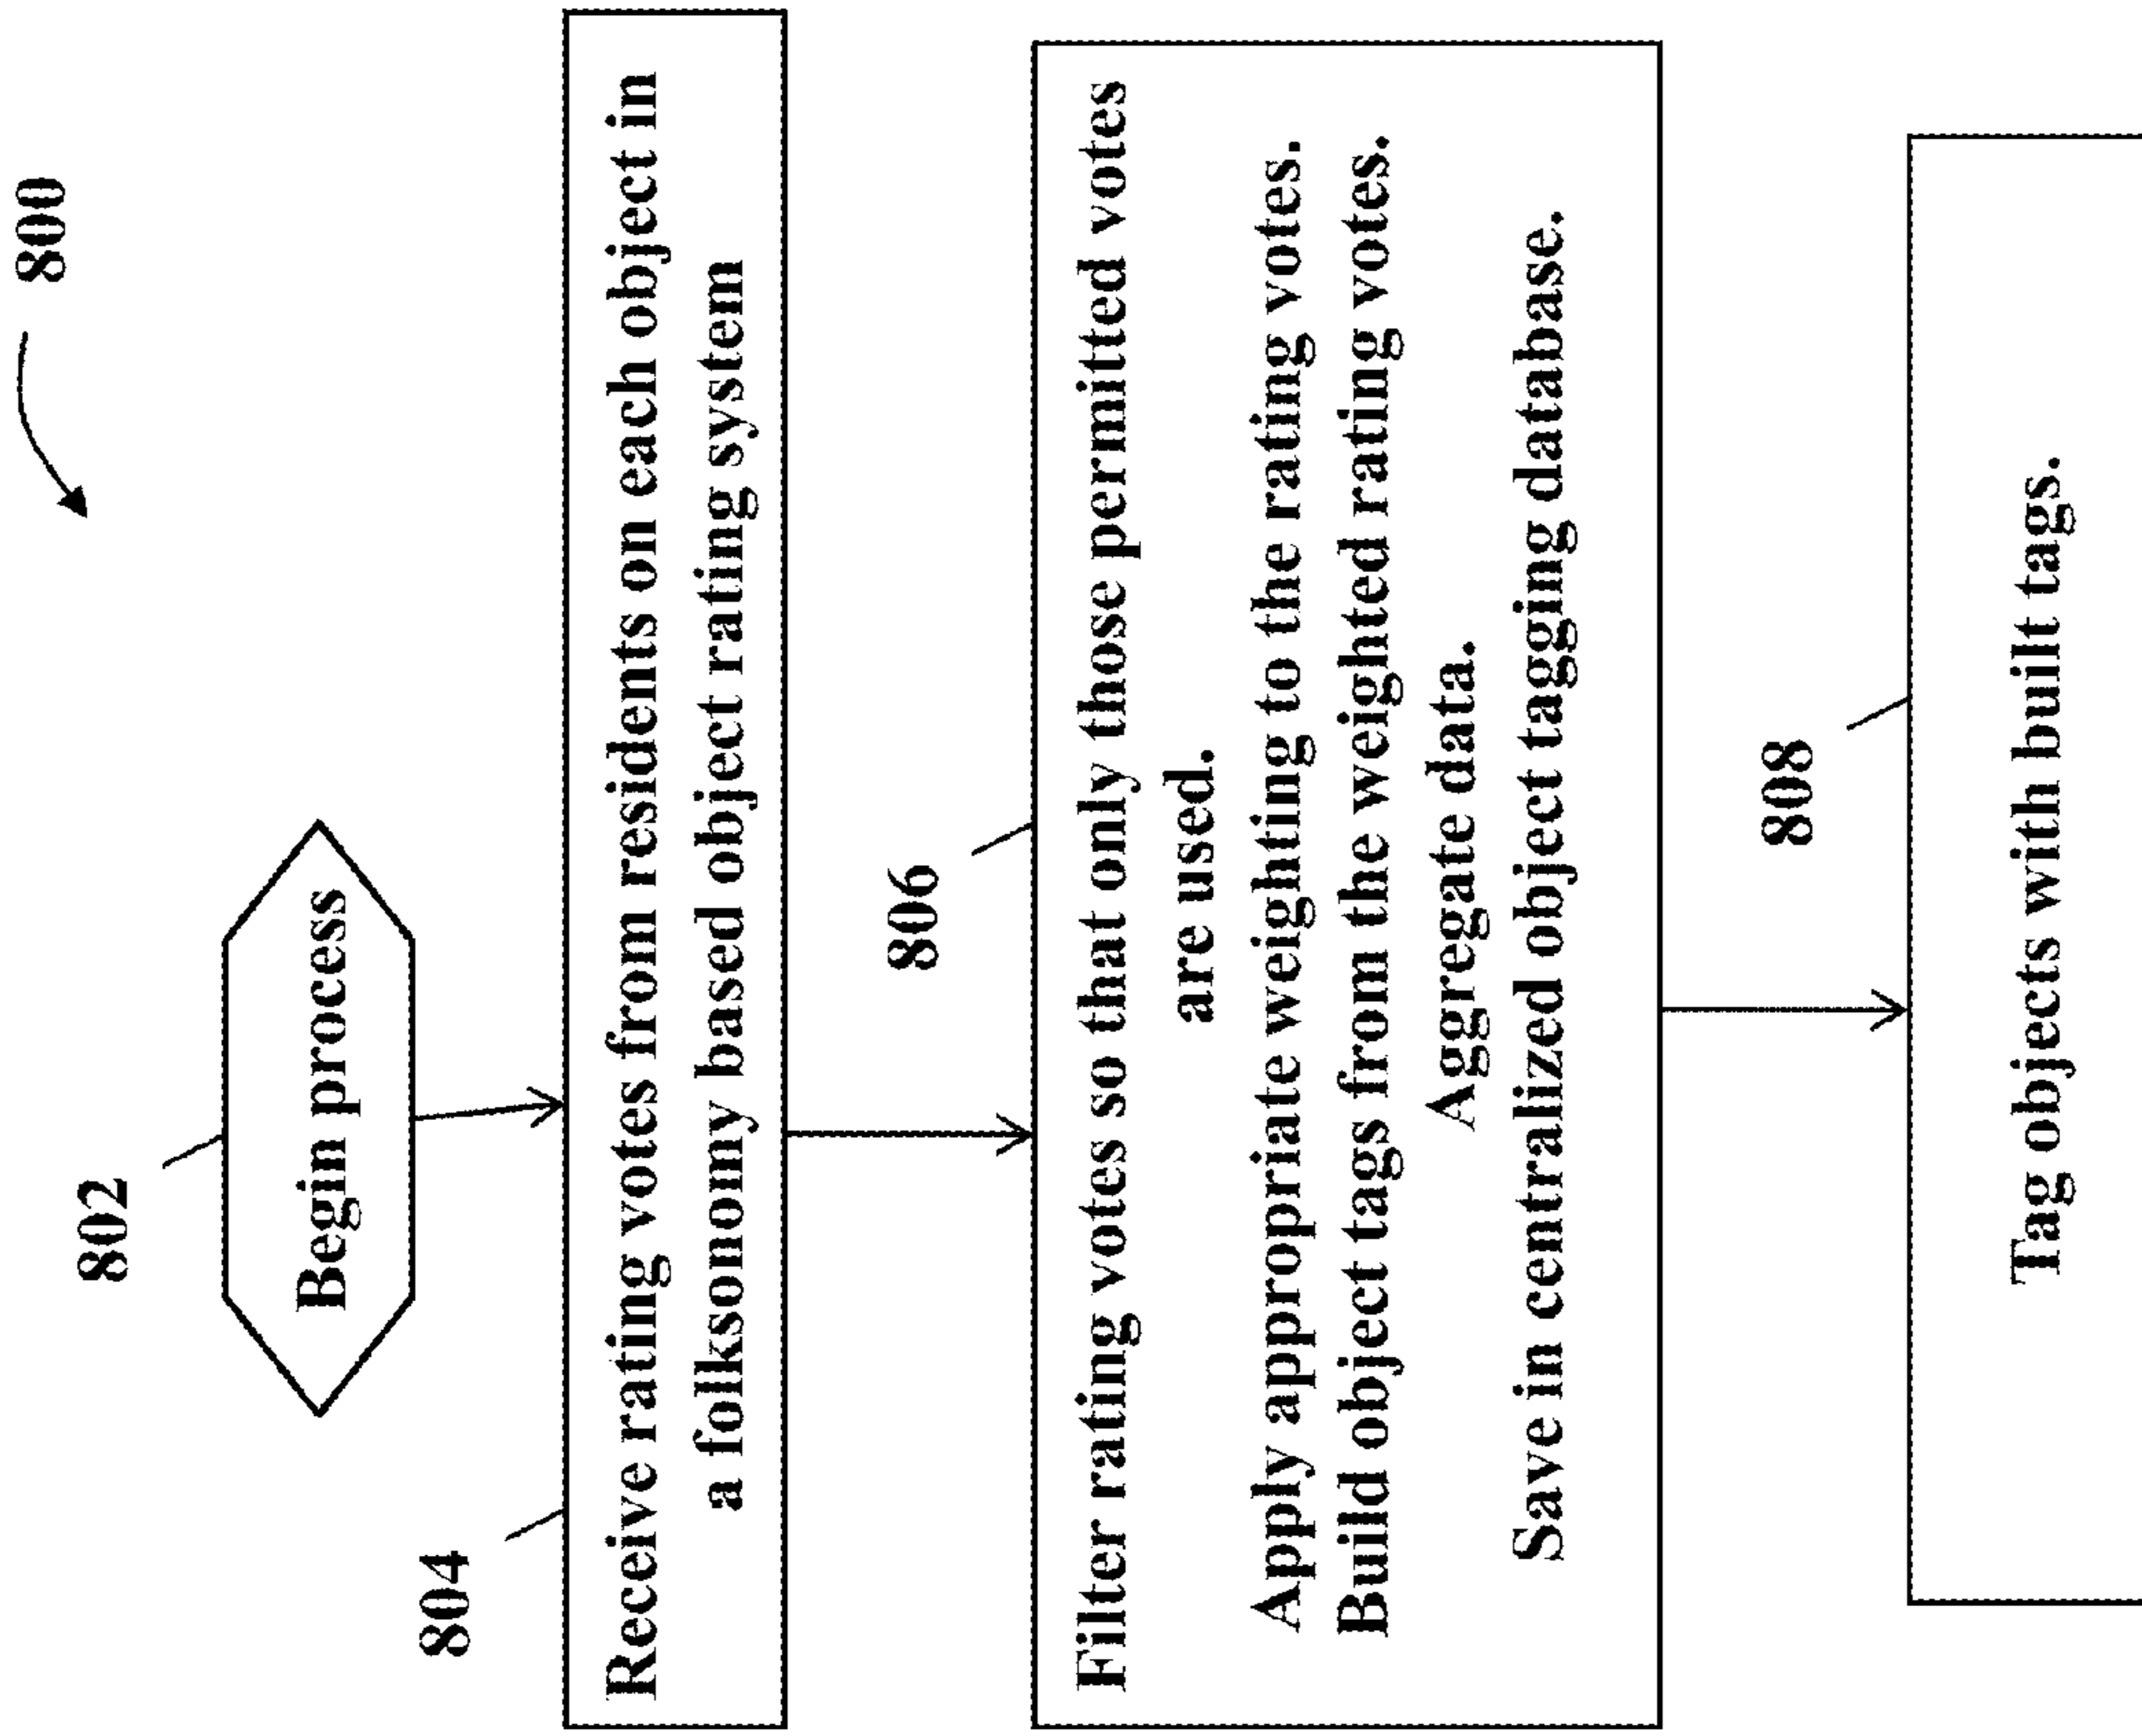 800
802
Begin process
804
Receive rating votes from residents on each object in
a folksonomy based object rating system
806
Filter rating votes so that only those permitted votes
are used.
Apply appropriate weighting to the rating votes.
Build object tags from the weighted rating votes.
Aggregate data.
Save in centralized object tagging database.
808
Tag objects with built tags.